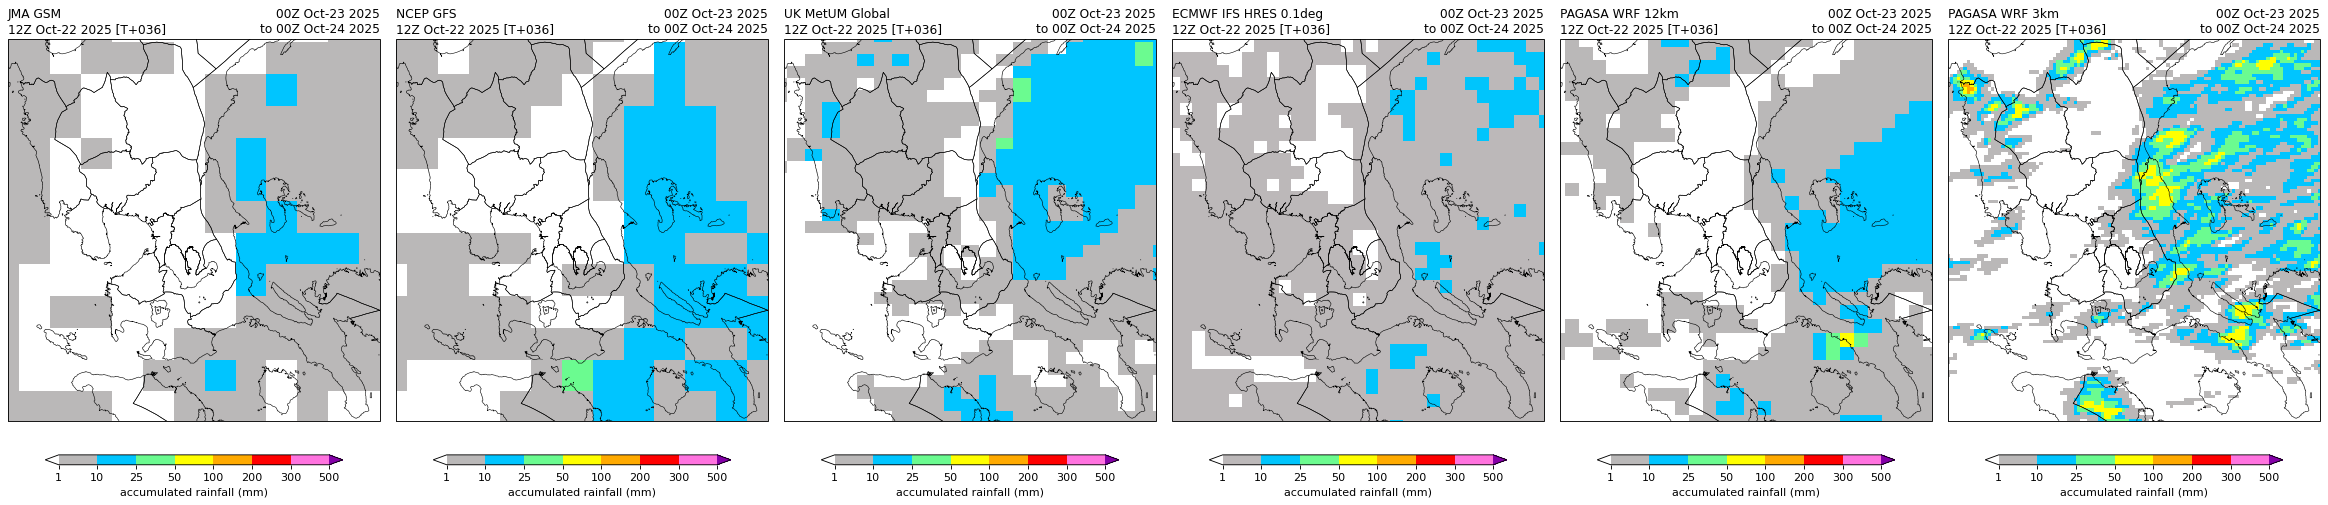 JMA GSM 00Z Oct-23 2025
12Z Oct-22 2025 [T+036] to 00Z Oct-24 2025
1 10 25 50 100 200 300 500
accumulated rainfall (mm)
NCEP GFS 00Z Oct-23 2025
12Z Oct-22 2025 [T+036] to 00Z Oct-24 2025
1 10 25 50 100 200 300 500
accumulated rainfall (mm)
UK MetUM Global 00Z Oct-23 2025
12Z Oct-22 2025 [T+036] to 00Z Oct-24 2025
1 10 25 50 100 200 300 500
accumulated rainfall (mm)
ECMWF IFS HRES 0.1deg 00Z Oct-23 2025
12Z Oct-22 2025 [T+036] to 00Z Oct-24 2025
1 10 25 50 100 200 300 500
accumulated rainfall (mm)
PAGASA WRF 12km 00Z Oct-23 2025
12Z Oct-22 2025 [T+036] to 00Z Oct-24 2025
1 10 25 50 100 200 300 500
accumulated rainfall (mm)
PAGASA WRF 3km 00Z Oct-23 2025
12Z Oct-22 2025 [T+036] to 00Z Oct-24 2025
1 10 25 50 100 200 300 500
accumulated rainfall (mm)